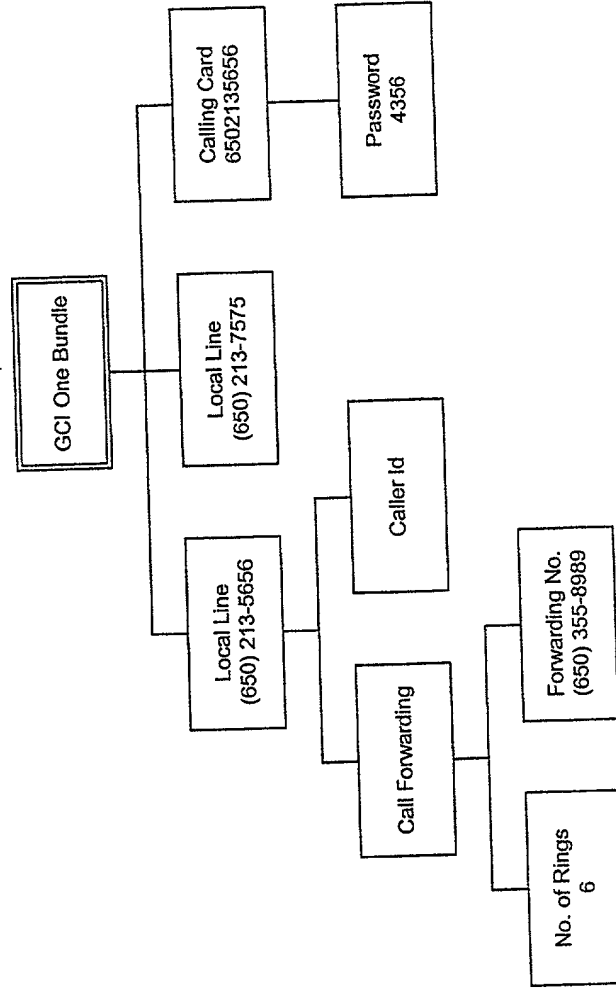 GCI One Bundle
Local Line
(650) 213-5656
Local Line
(650) 213-7575
Calling Card
6502135656
Call Forwarding
Caller Id
Password
4356
No. of Rings
6
Forwarding No.
(650) 355-8989